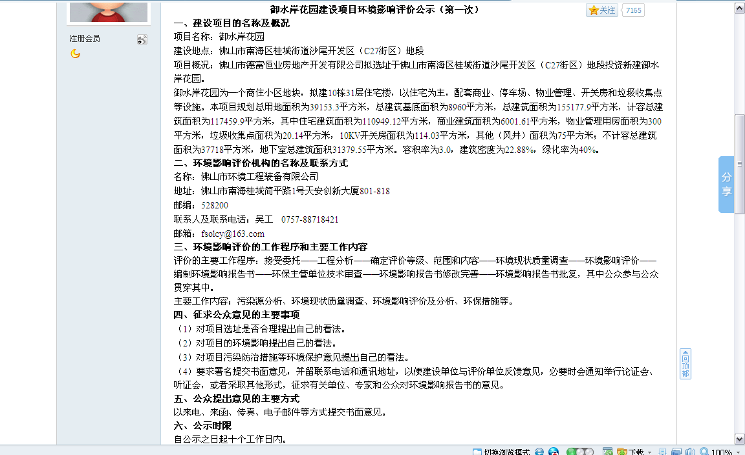 御水岸花园建设项目环境影响评价公示（第一次）
关注 7165
一、建设项目的名称及概况
项目名称：御水岸花园
注册会员
建设地点：佛山市南海区桂城街道沙尾开发区（C27街区）地段
项目概况：佛山市德富恒业房地产开发有限公司拟选址于佛山市南海区桂城街道沙尾开发区（C27街区）地段投资新建御水
岸花园。
御水岸花园为一个商住小区地块，拟建10栋31层住宅楼，以居住为主，配套商业、停车场、物业管理、开关房和垃圾收集点
等设施。本项目规划总用地面积为39153.3平方米，总建筑基底面积为8960平方米，总建筑面积为155177.9平方米，计容总建
筑面积为117459.9平方米，其中住宅建筑面积为110949.12平方米，商业建筑面积为6001.61平方米，物业管理用房面积为300
平方米，垃圾收集点面积为20.14平方米，10KV开关房面积为114.03平方米，其他（风井）面积为75平方米；不计容总建筑
面积为37718平方米，地下室总建筑面积31379.55平方米。容积率为3.0，建筑密度为22.88%，绿化率为40%。
二、环境影响评价机构的名称及联系方式
名称：佛山市环境工程装备有限公司
地址：佛山市南海桂城简平路1号天安创新大厦801-818
邮编：528200
联系人及联系电话：吴工 0757-88718421
邮箱：fsolcy@163.com
三、环境影响评价的工作程序和主要工作内容
评价的主要工作程序：接受委托——工程分析——确定评价等级、范围和内容——环境现状质量调查——环境影响评价——
编制环境影响报告书——环保主管单位技术审查——环境影响报告书修改完善——环境影响报告书批复，其中公众参与公众
贯穿其中。
主要工作内容：污染源分析、环境现状质量调查、环境影响评价及分析、环保措施等。
四、征求公众意见的主要事项
（1）对项目选址是否合理提出自己的看法。
（2）对项目的环境影响提出自己的看法。
（3）对项目污染防治措施等环境保护意见提出自己的看法。
（4）要求署名提交书面意见，并留联系电话和通讯地址，以便建设单位与评价单位反馈意见，必要时会通知举行论证会、
听证会，或者采取其他形式，征求有关单位、专家和公众对环境影响报告书的意见。
五、公众提出意见的主要方式
以来电、来函、传真、电子邮件等方式提交书面意见。
六、公示时限
自公示之日起十个工作日内。
分享
回顶部
切换浏览模式 下载 100%